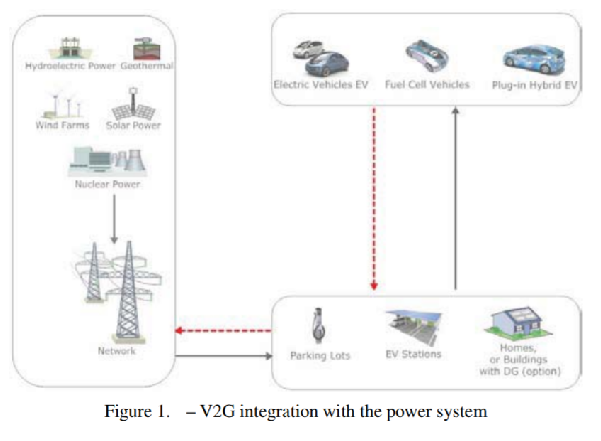 Hydroelectric Power
Geothermal
Wind Farms
Solar Power
Nuclear Power
Network
Electric Vehicles EV
Fuel Cell Vehicles
Plug-in Hybrid EV
Parking Lots
EV Stations
Homes,
or Buildings
with DG (option)
Figure 1. – V2G integration with the power system